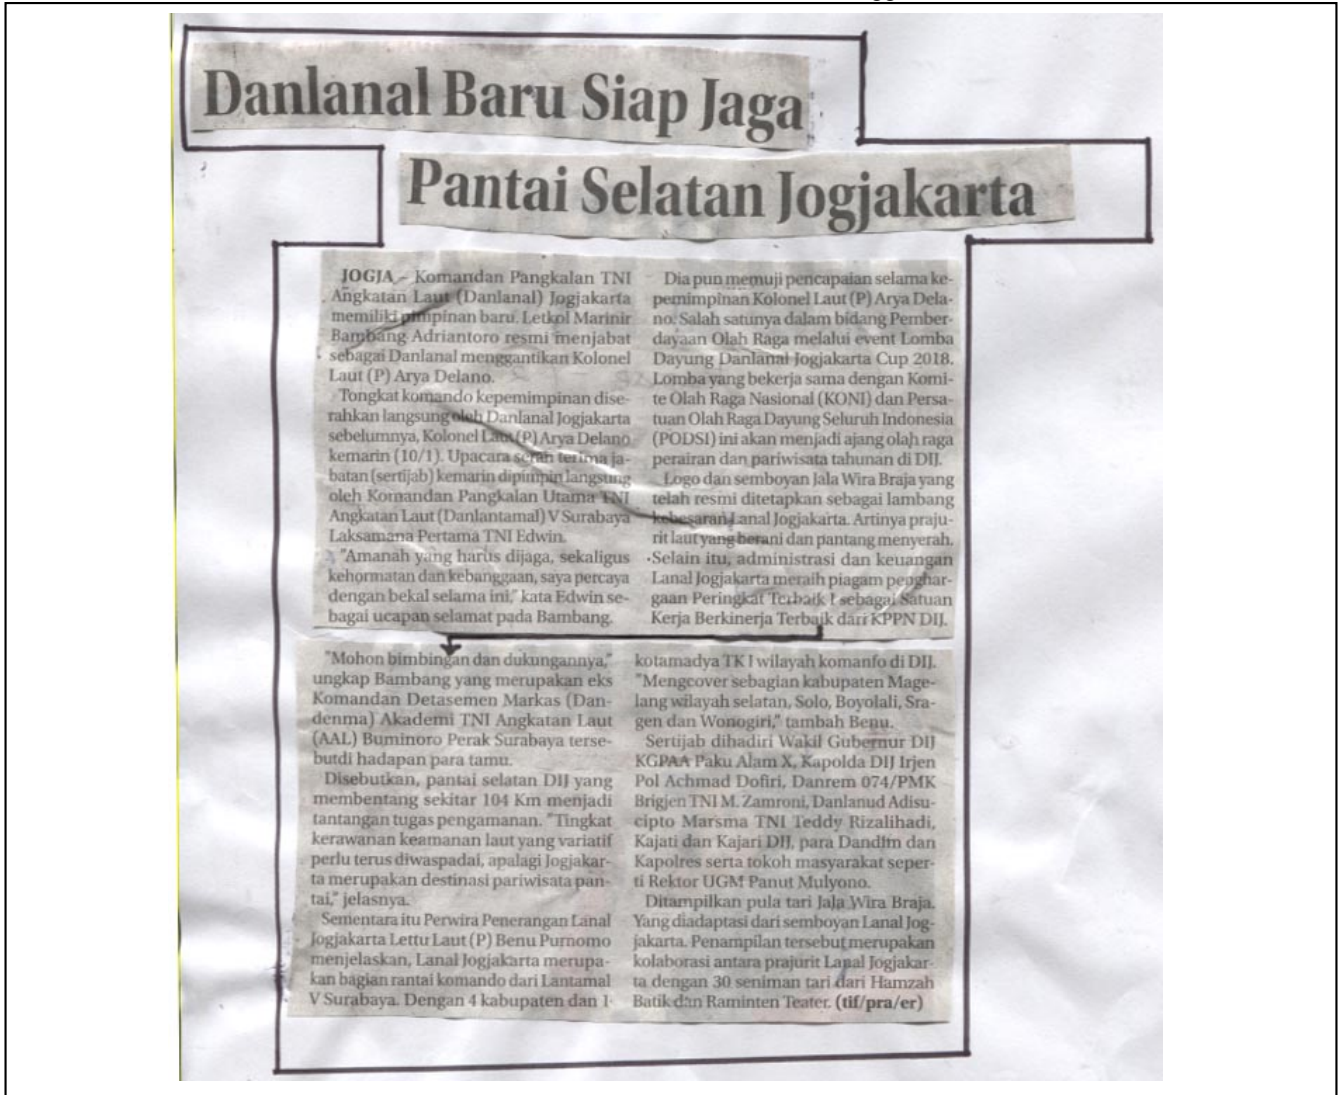 Danlanal Baru Siap Jaga
Pantai Selatan Jogjakarta
JOGJA – Komandan Pangkalan TNI
Angkatan Laut (Danlanal) Jogjakarta
memiliki pimpinan baru. Letkol Marinir
Bambang Adriantoro resmi menjabat
sebagai Danlanal menggantikan Kolonel
Laut (P) Arya Delano.
Tongkat komando kepemimpinan dise-
rahkan langsung oleh Danlanal Jogjakarta
sebelumnya, Kolonel Laut (P) Arya Delano
kemarin (10/1). Upacara serah terima ja-
batan (sertijab) kemarin dipimpin langsung
oleh Komandan Pangkalan Utama TNI
Angkatan Laut (Danlantamal) V Surabaya
Laksamana Pertama TNI Edwin.
"Amanah yang harus dijaga, sekaligus
kehormatan dan kebanggaan, saya percaya
dengan bekal selama ini," kata Edwin se-
bagai ucapan selamat pada Bambang.
Dia pun memuji pencapaian selama ke-
pemimpinan Kolonel Laut (P) Arya Dela-
no. Salah satunya dalam bidang Pember-
dayaan Olah Raga melalui event Lomba
Dayung Danlanal Jogjakarta Cup 2018.
Lomba yang bekerja sama dengan Komi-
te Olah Raga Nasional (KONI) dan Persa-
tuan Olah Raga Dayung Seluruh Indonesia
(PODSI) ini akan menjadi ajang olah raga
perairan dan pariwisata tahunan di DIJ.
Logo dan semboyan Jala Wira Braja yang
telah resmi ditetapkan sebagai lambang
kebesaran Lanal Jogjakarta. Artinya praju-
rit laut yang berani dan pantang menyerah.
Selain itu, administrasi dan keuangan
Lanal Jogjakarta meraih piagam penghar-
gaan Peringkat Terbaik I sebagai Satuan
Kerja Berkinerja Terbaik dari KPPN DIJ.
"Mohon bimbingan dan dukungannya,"
ungkap Bambang yang merupakan eks
Komandan Detasemen Markas (Dan-
denma) Akademi TNI Angkatan Laut
(AAL) Buminoro Perak Surabaya terse-
butdi hadapan para tamu.
Disebutkan, pantai selatan DIJ yang
membentang sekitar 104 Km menjadi
tantangan tugas pengamanan. "Tingkat
kerawanan keamanan laut yang variatif
perlu terus diwaspadai, apalagi Jogjakar-
ta merupakan destinasi pariwisata pan-
tai," jelasnya.
Sementara itu Perwira Penerangan Lanal
Jogjakarta Lettu Laut (P) Benu Purnomo
menjelaskan, Lanal Jogjakarta merupa-
kan bagian rantai komando dari Lantamal
V Surabaya. Dengan 4 kabupaten dan 1
kotamadya TK I wilayah komanfo di DIJ.
"Mengcover sebagian kabupaten Mage-
lang wilayah selatan, Solo, Boyolali, Sra-
gen dan Wonogiri," tambah Benu.
Sertijab dihadiri Wakil Gubernur DIJ
KGPAA Paku Alam X, Kapolda DIJ Irjen
Pol Achmad Dofiri, Danrem 074/PMK
Brigjen TNI M. Zamroni, Danlanud Adisu-
cipto Marsma TNI Teddy Rizalihadi,
Kajati dan Kajari DIJ, para Dandim dan
Kapolres serta tokoh masyarakat seper-
ti Rektor UGM Panut Mulyono.
Ditampilkan pula tari Jala Wira Braja.
Yang diadaptasi dari semboyan Lanal Jog-
jakarta. Penampilan tersebut merupakan
kolaborasi antara prajurit Lanal Jogjakar-
ta dengan 30 seniman tari dari Hamzah
Batik dan Raminten Teater. (tif/pra/er)